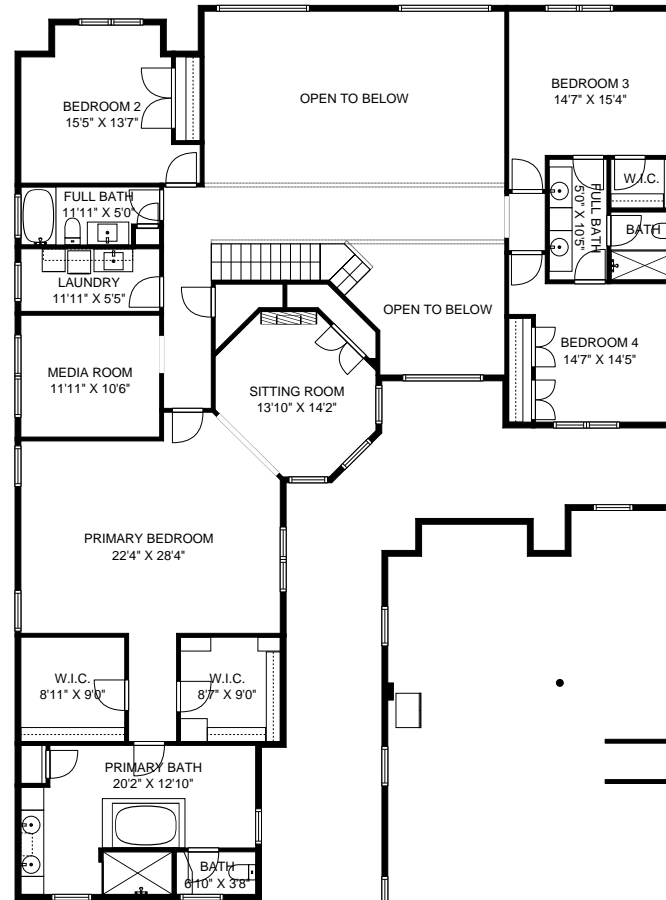 BEDROOM 2
15'5" X 13'7"
OPEN TO BELOW
BEDROOM 3
14'7" X 15'4"
FULL BATH
11'11" X 5'0"
FULL BATH
5'0" X 10'5"
W.I.C.
BATH
LAUNDRY
11'11" X 5'5"
OPEN TO BELOW
MEDIA ROOM
11'11" X 10'6"
BEDROOM 4
14'7" X 14'5"
SITTING ROOM
13'10" X 14'2"
PRIMARY BEDROOM
22'4" X 28'4"
W.I.C.
8'11" X 9'0"
W.I.C.
8'7" X 9'0"
PRIMARY BATH
20'2" X 12'10"
BATH
6'10" X 3'8"